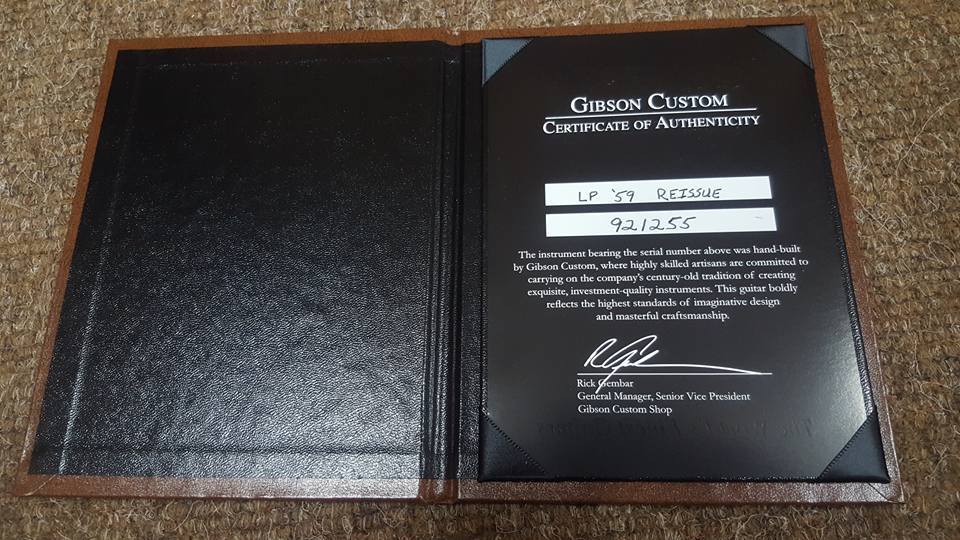 GIBSON CUSTOM
CERTIFICATE OF AUTHENTICITY
LP '59 REISSUE
921255
The instrument bearing the serial number above was hand-built
by Gibson Custom, where highly skilled artisans are committed to
carrying on the company's century-old tradition of creating
exquisite, investment-quality instruments. This guitar boldly
reflects the highest standards of imaginative design
and masterful craftsmanship.
Rick Gembar
General Manager, Senior Vice President
Gibson Custom Shop